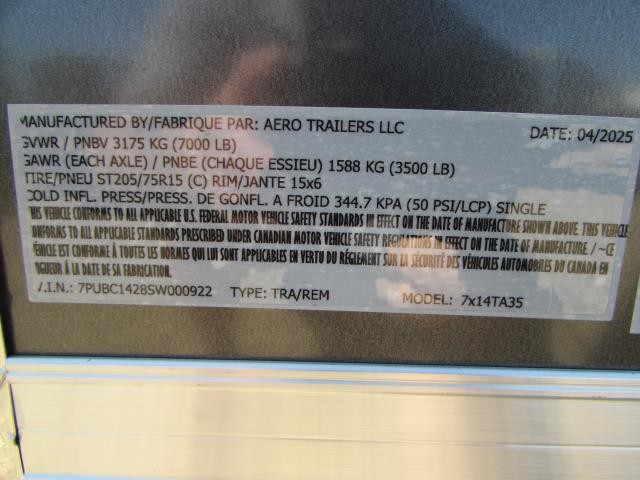 MANUFACTURED BY/FABRIQUE PAR: AERO TRAILERS LLC DATE: 04/2025
GVWR / PNBV 3175 KG (7000 LB)
GAWR (EACH AXLE) / PNBE (CHAQUE ESSIEU) 1588 KG (3500 LB)
TIRE/PNEU ST205/75R15 (C) RIM/JANTE 15x6
COLD INFL. PRESS/PRESS. DE GONFL. A FROID 344.7 KPA (50 PSI/LCP) SINGLE
THIS VEHICLE CONFORMS TO ALL APPLICABLE U.S. FEDERAL MOTOR VEHICLE SAFETY STANDARDS IN EFFECT ON THE DATE OF MANUFACTURE SHOWN ABOVE. THIS
CONFORMS TO ALL APPLICABLE STANDARDS PRESCRIBED UNDER CANADIAN MOTOR VEHICLE SAFETY REGULATIONS IN EFFECT ON THE DATE OF MANUFACTURE. / ~CE
VÉHICLE EST CONFORME À TOUTES LES NORMES QUI LUI SONT APPLICABLES EN VERTU DU RÈGLEMENT SUR LA SÉCURITÉ DES VÉHICULES AUTOMOBILES DU CANADA EN
VIGUEUR À LA DATE DE SA FABRICATION.
V.I.N.: 7PUBC1428SW000922 TYPE: TRA/REM MODEL: 7x14TA35